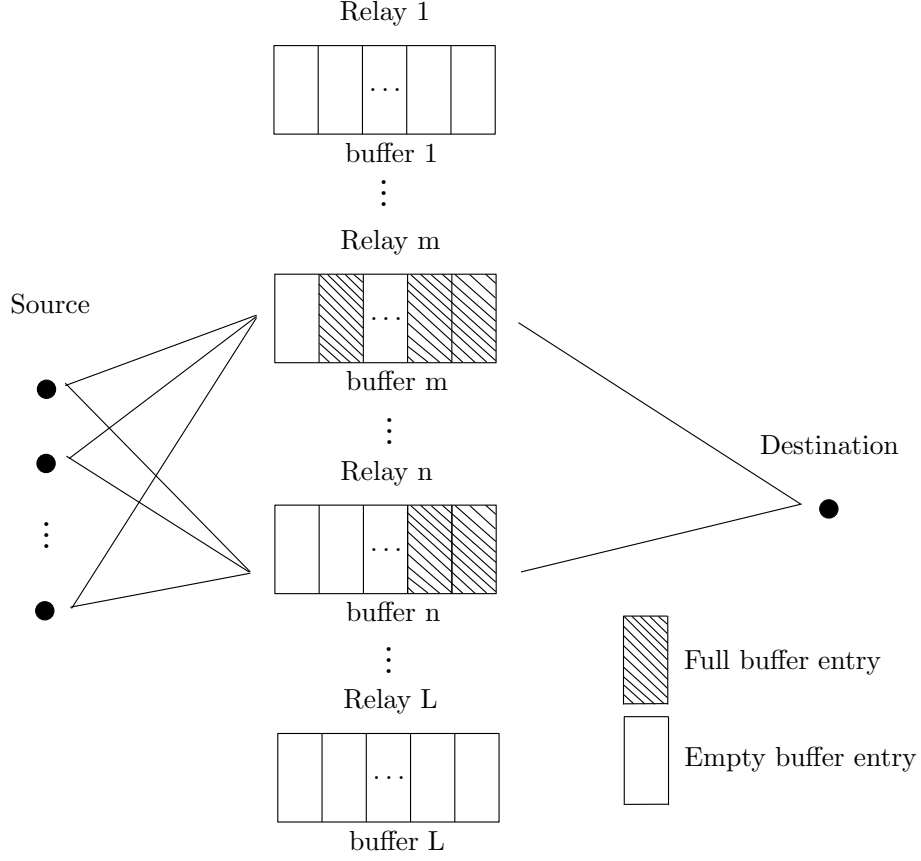 Relay 1
· · ·
buffer 1
Relay m
Source
· · ·
buffer m
Destination
Relay n
· · ·
buffer n
Full buffer entry
Relay L
Empty buffer entry
· · ·
buffer L